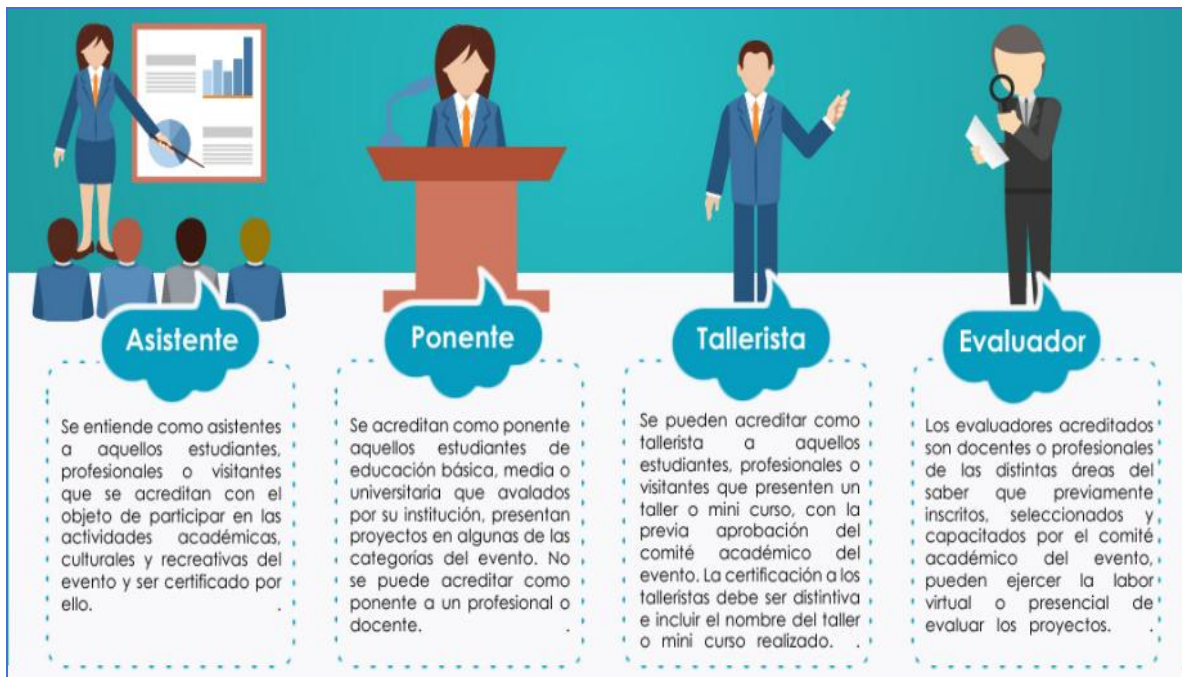 Asistente
Se entiende como asistentes
a aquellos estudiantes,
profesionales o visitantes
que se acreditan con el
objeto de participar en las
actividades académicas,
culturales y recreativas del
evento y ser certificado por
ello. .
Ponente
Se acreditan como ponente
aquellos estudiantes de
educación básica, media o
universitaria que avalados
por su institución, presentan
proyectos en algunas de las
categorías del evento. No
se puede acreditar como
ponente a un profesional o
docente. .
Tallerista
Se pueden acreditar como
tallerista a aquellos
estudiantes, profesionales o
visitantes que presenten un
taller o mini curso, con la
previa aprobación del
comité académico del
evento. La certificación a los
talleristas debe ser distintiva
e incluir el nombre del taller
o mini curso realizado. .
Evaluador
Los evaluadores acreditados
son docentes o profesionales
de las distintas áreas del
saber que previamente
inscritos, seleccionados y
capacitados por el comité
académico del evento,
pueden ejercer la labor
virtual o presencial de
evaluar los proyectos. .